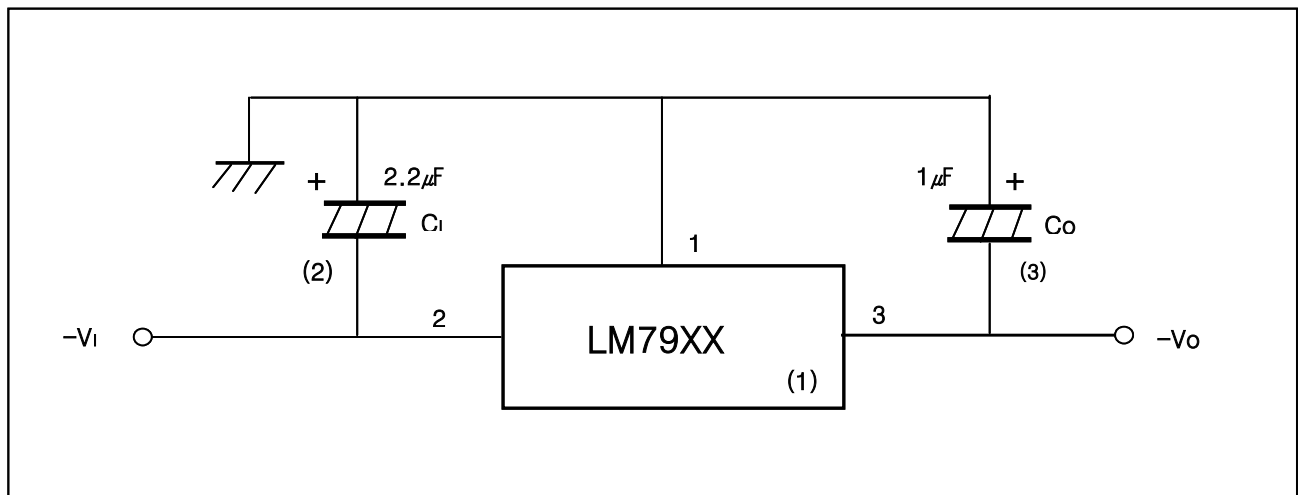 + 2.2μF
1μF +
CI
Co
1
(2)
(3)
2
3
−VI
LM79XX
−Vo
(1)